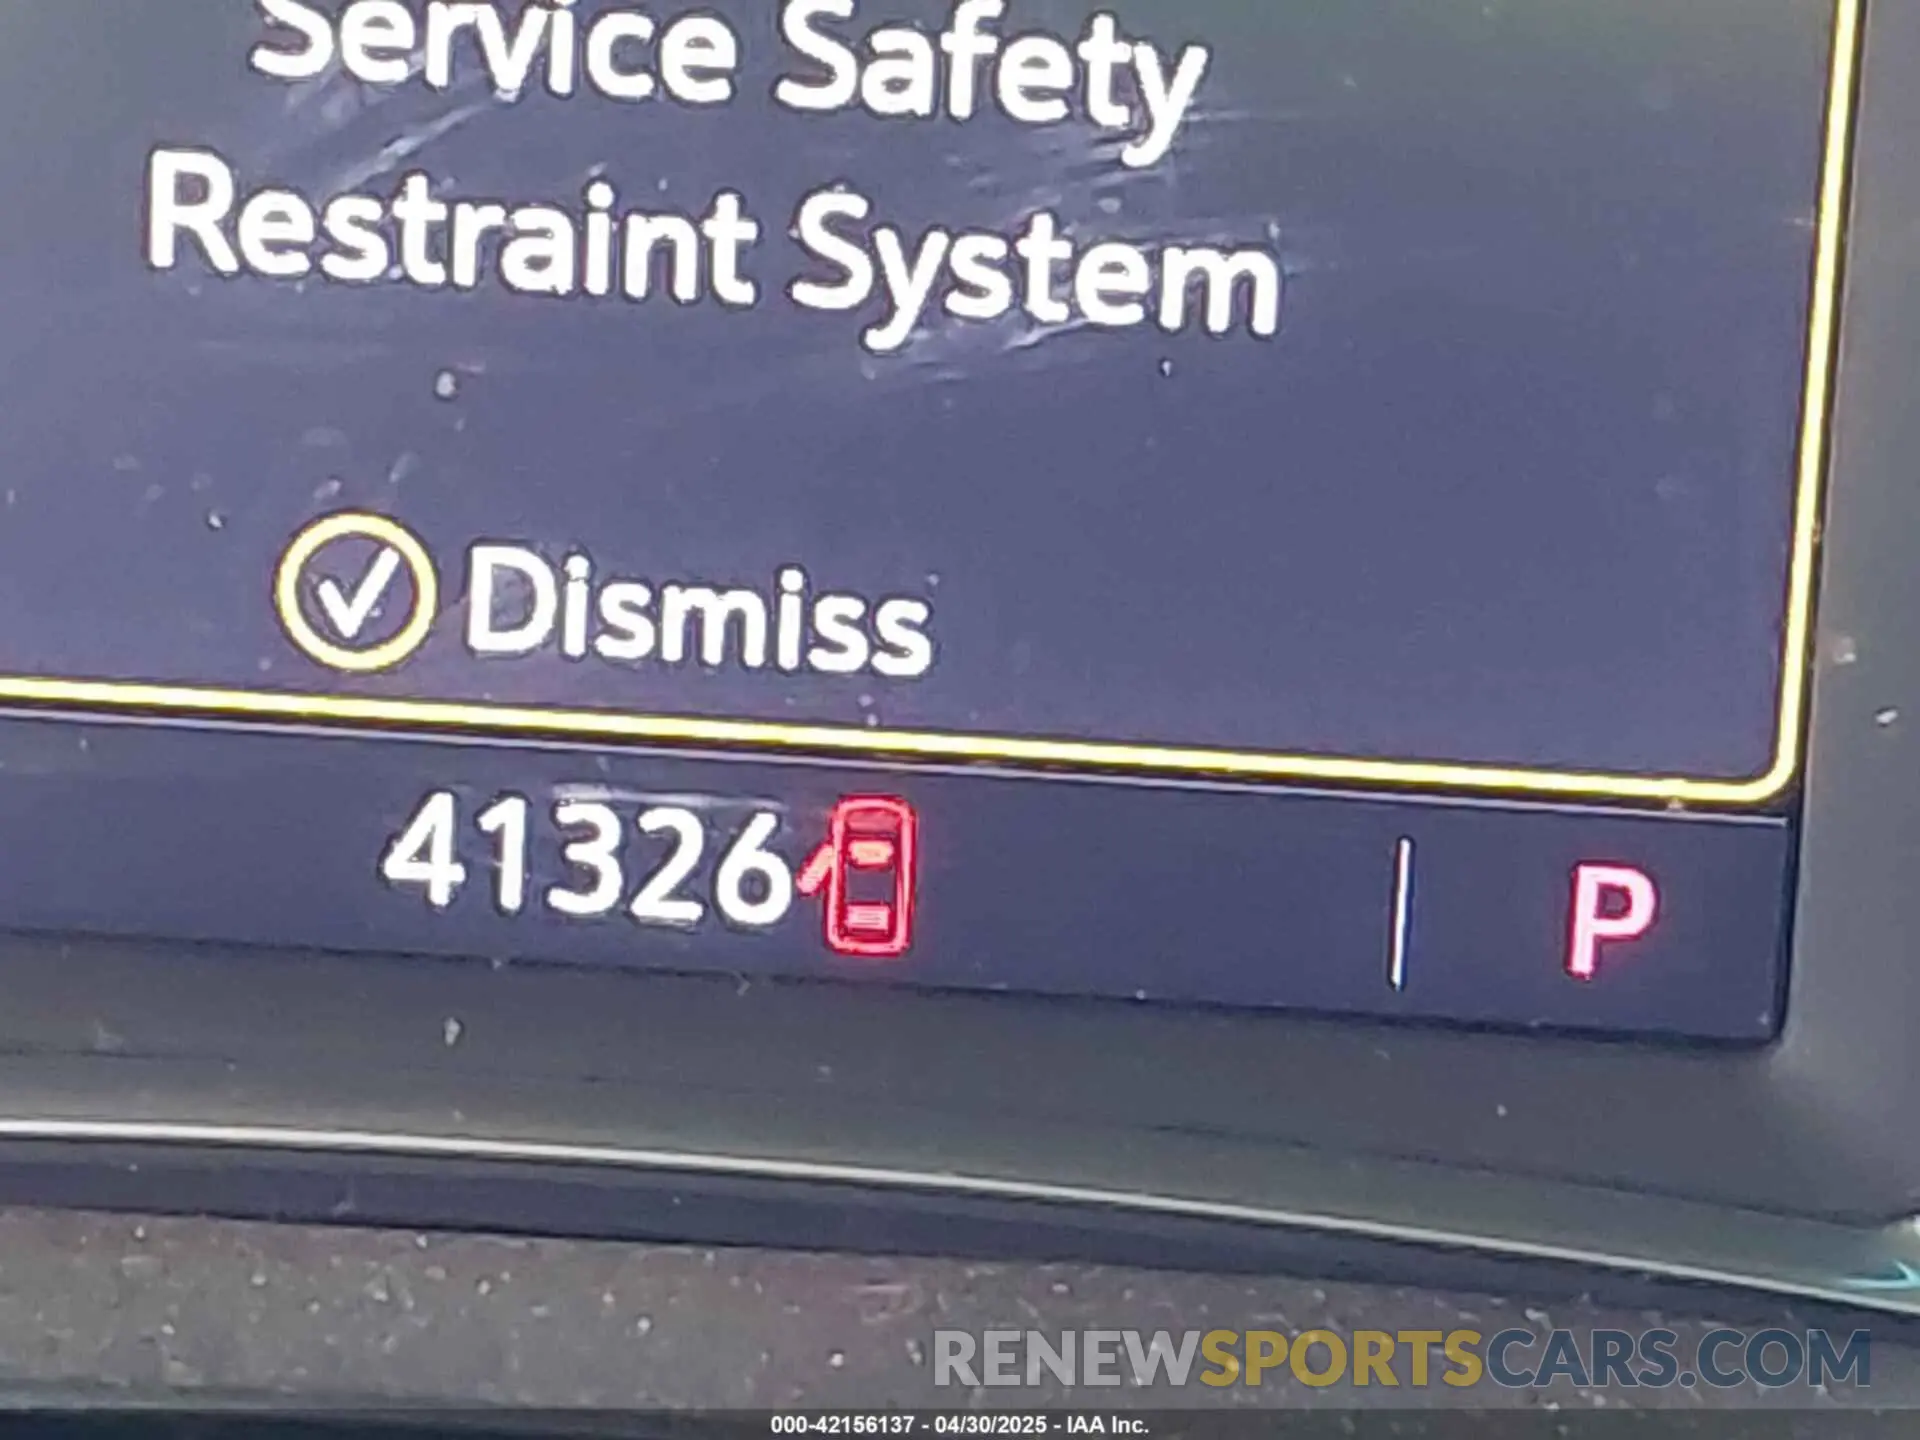 Service Safety
Restraint System
Dismiss
41326
P
RENEWSPORTSCARS.COM
000-42156137 - 04/30/2025 - IAA Inc.